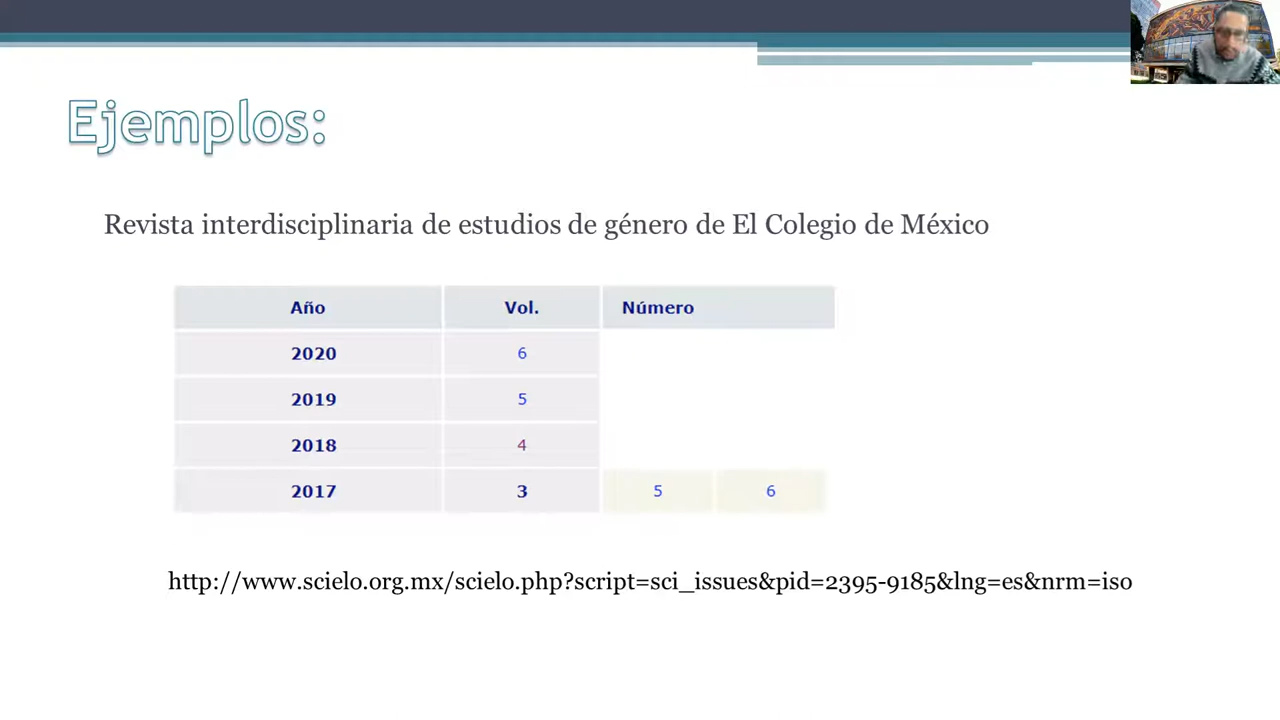 Ejemplos:
Revista interdisciplinaria de estudios de género de El Colegio de México
Año Vol. Número
2020 6
2019 5
2018 4
2017 3 5 6
http://www.scielo.org.mx/scielo.php?script=sci_issues&pid=2395-9185&lng=es&nrm=iso